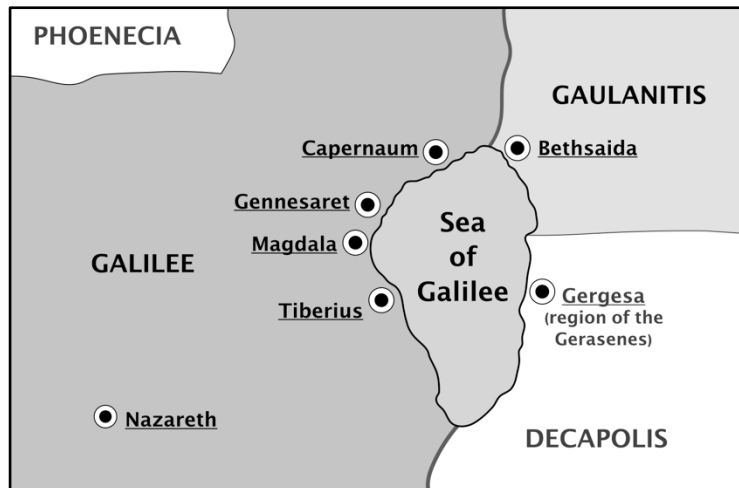 PHOENECIA
GAULANITIS
Capernaum
Bethsaida
Gennesaret
Magdala
Sea
of
Galilee
GALILEE
Tiberius
Gergesa
(region of the
Gerasenes)
Nazareth
DECAPOLIS